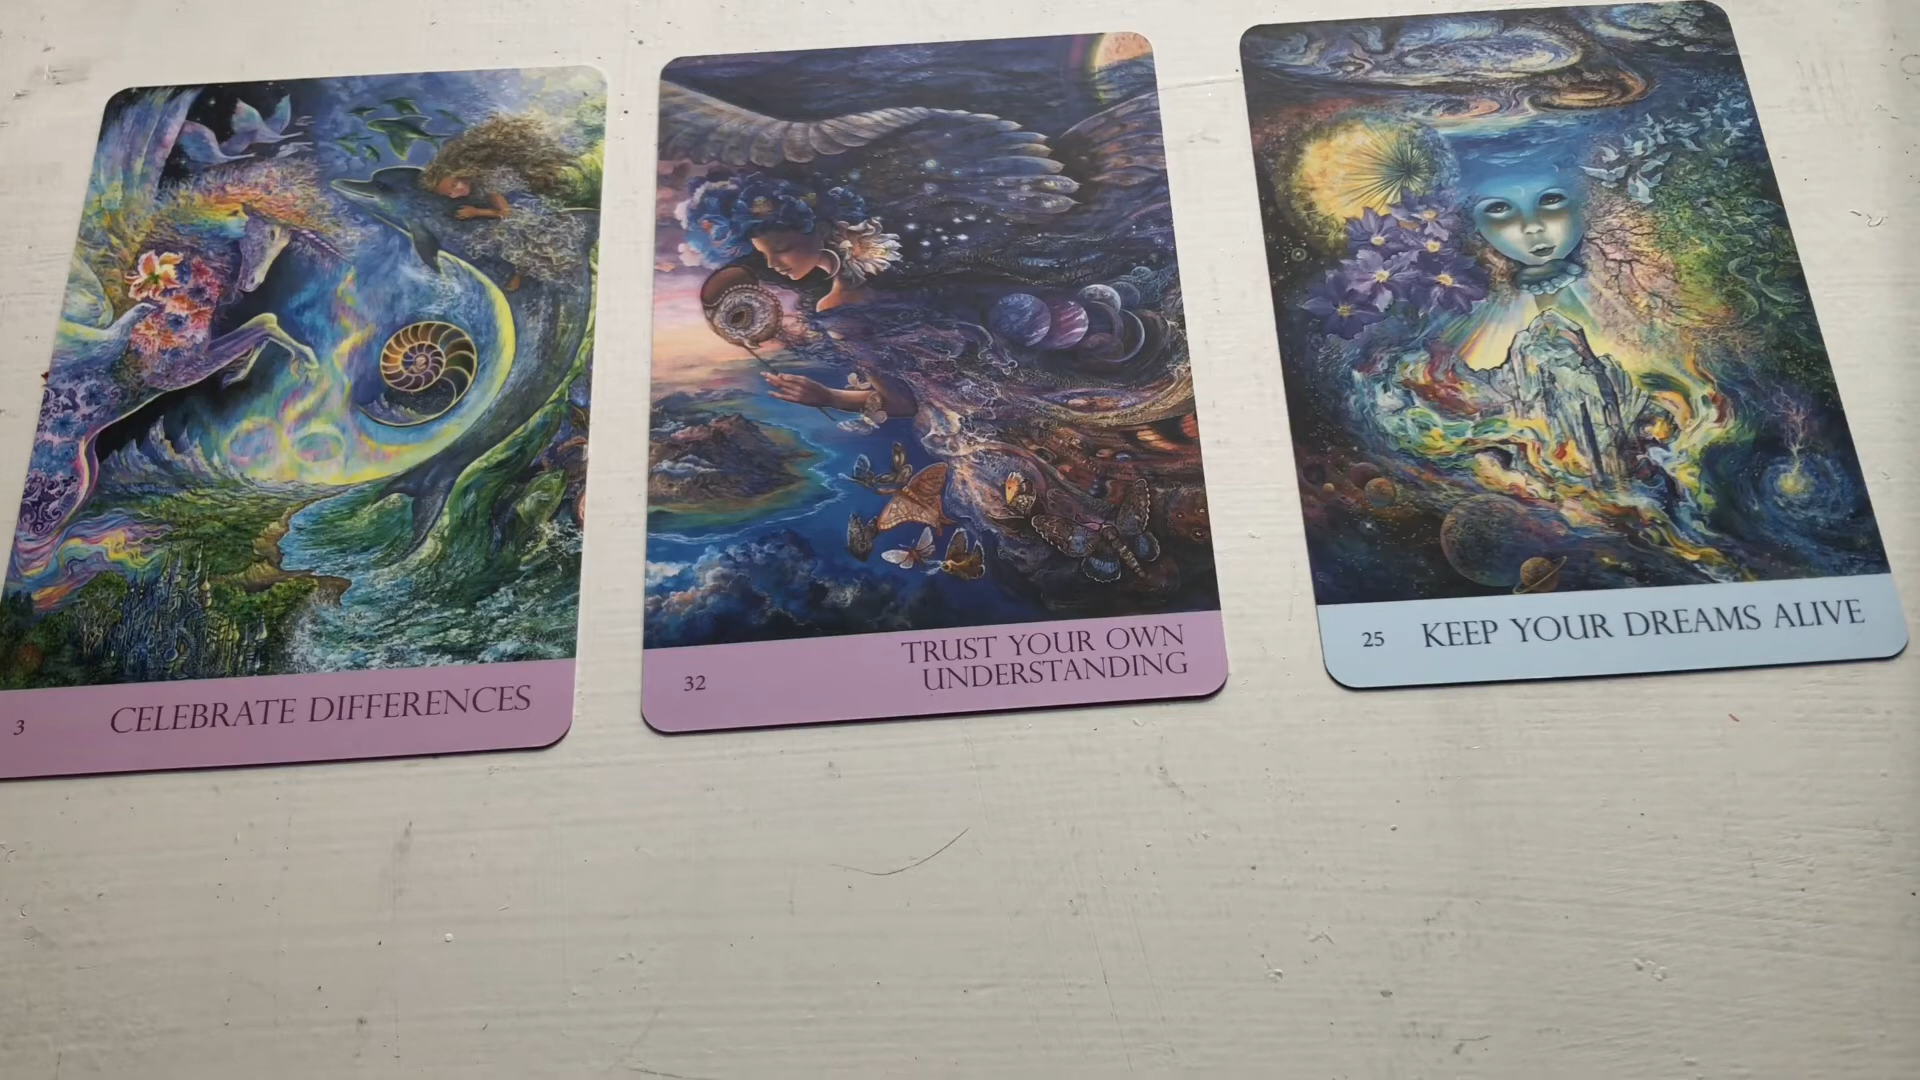 3 CELEBRATE DIFFERENCES
32 TRUST YOUR OWN
UNDERSTANDING
25 KEEP YOUR DREAMS ALIVE